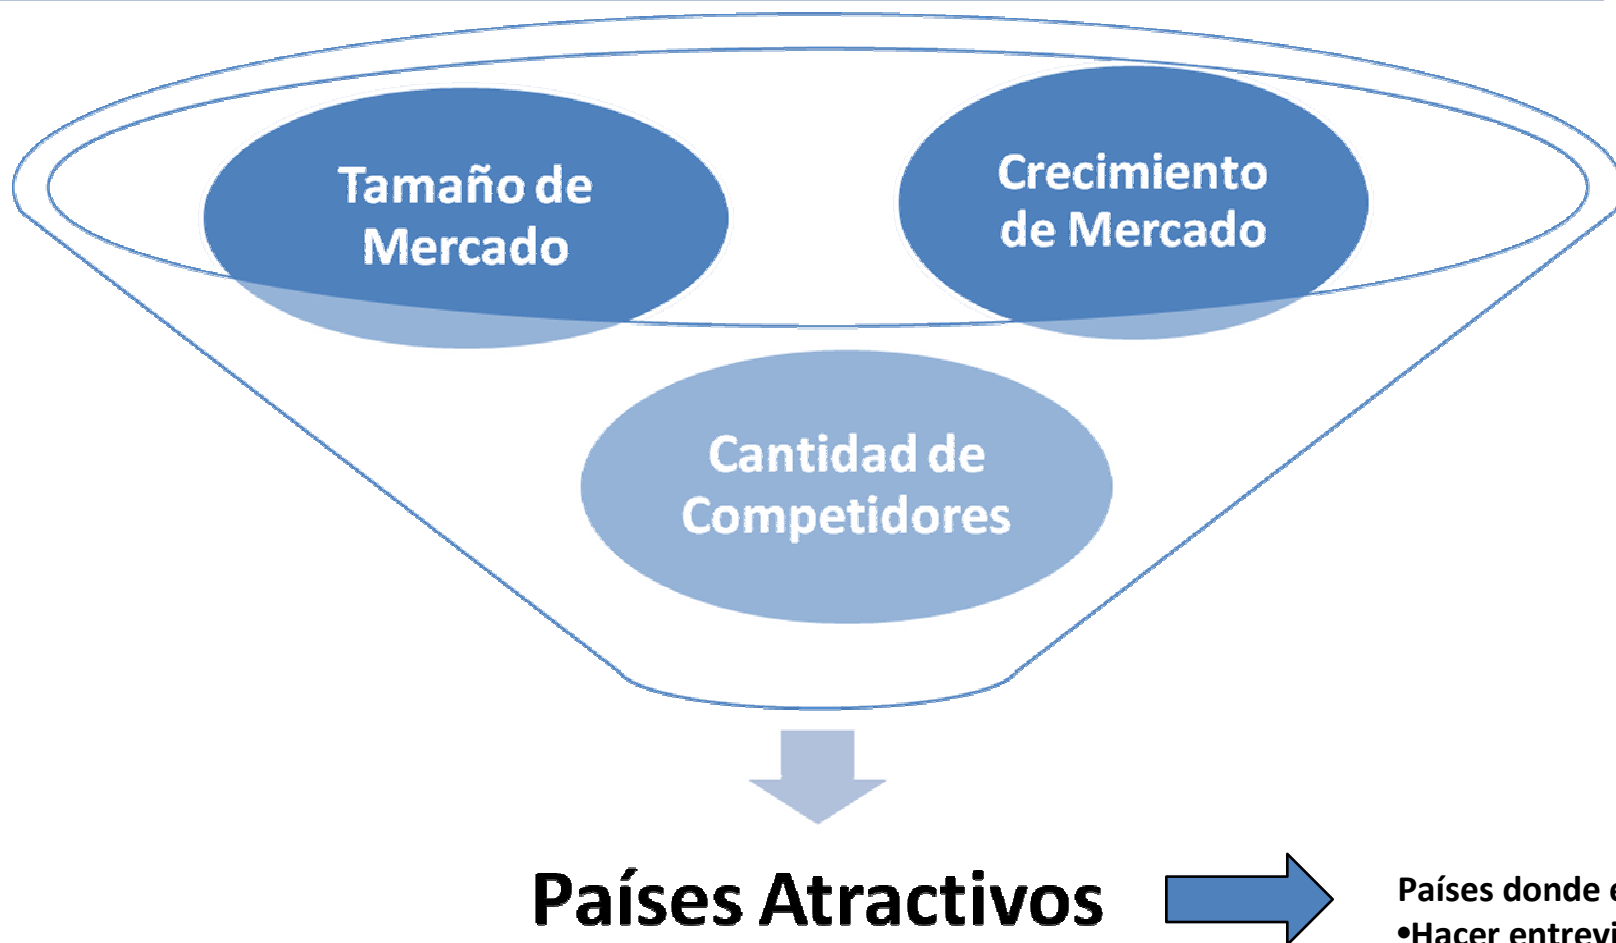 Tamaño de
Mercado
Crecimiento
de Mercado
Cantidad de
Competidores
Países Atractivos
Países donde
•Hacer